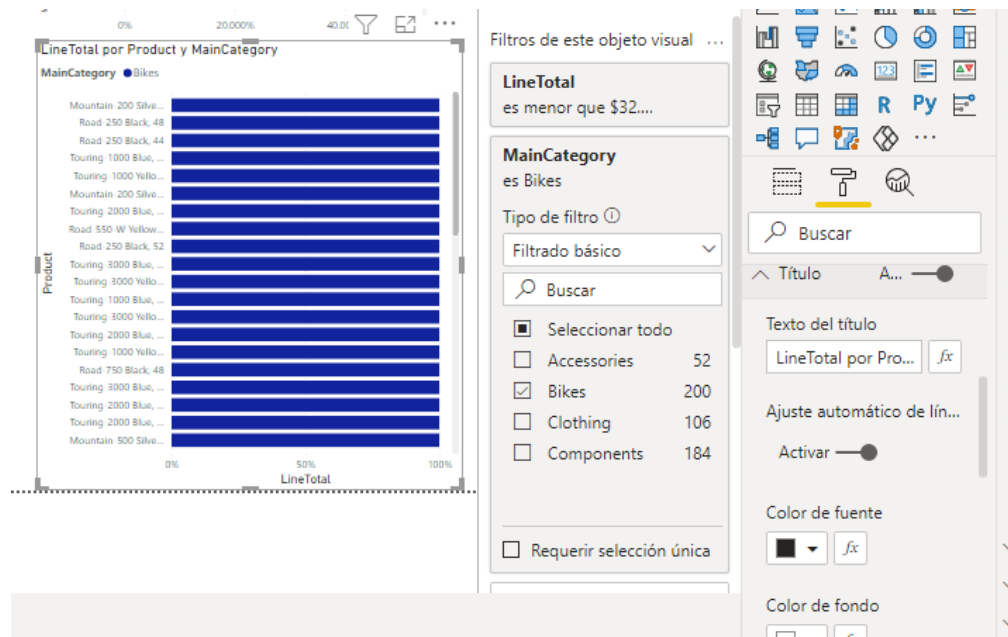 0% 20.000% 40.0(
LineTotal por Product y MainCategory
MainCategory Bikes
Mountain-200 Silve...
Road-250 Black, 48
Road-250 Black, 44
Touring-1000 Blue, ...
Touring-1000 Yello...
Mountain-200 Silve...
Touring-2000 Blue, ...
Road-550-W Yellow...
Road-250 Black, 52
Touring-3000 Blue, ...
Touring-3000 Yello...
Touring-1000 Blue, ...
Touring-3000 Yello...
Touring-2000 Blue, ...
Touring-1000 Yello...
Road-750 Black, 48
Touring-3000 Blue, ...
Touring-2000 Blue, ...
Touring-2000 Blue, ...
Mountain-500 Silve...
Product
0% 50% 100%
LineTotal
Filtros de este objeto visual ...
LineTotal
es menor que $32....
MainCategory
es Bikes
Tipo de filtro
Filtrado básico
Buscar
Seleccionar todo
Accessories 52
Bikes 200
Clothing 106
Components 184
Requerir selección única
123
R Py
...
Buscar
Título A...
Texto del título
LineTotal por Pro... fx
Ajuste automático de lín...
Activar
Color de fuente
fx
Color de fondo